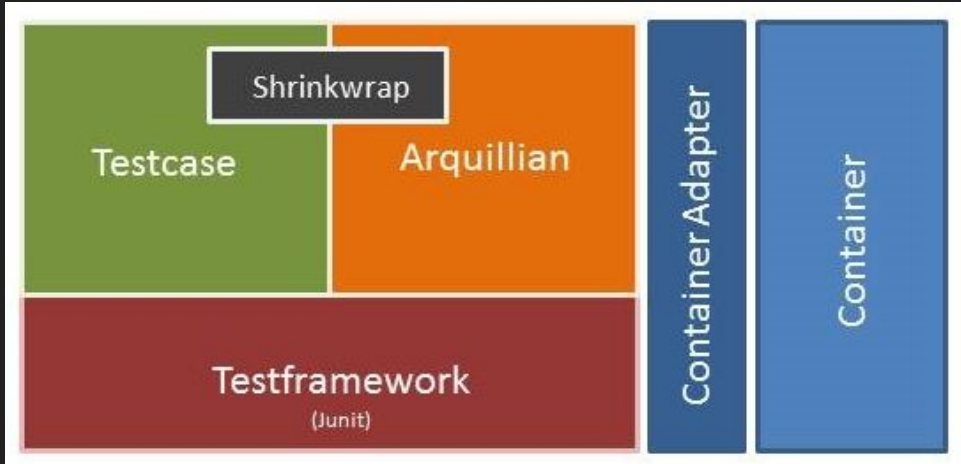 Shrinkwrap
Testcase
Arquillian
Testframework
(Junit)
Container Adapter
Container